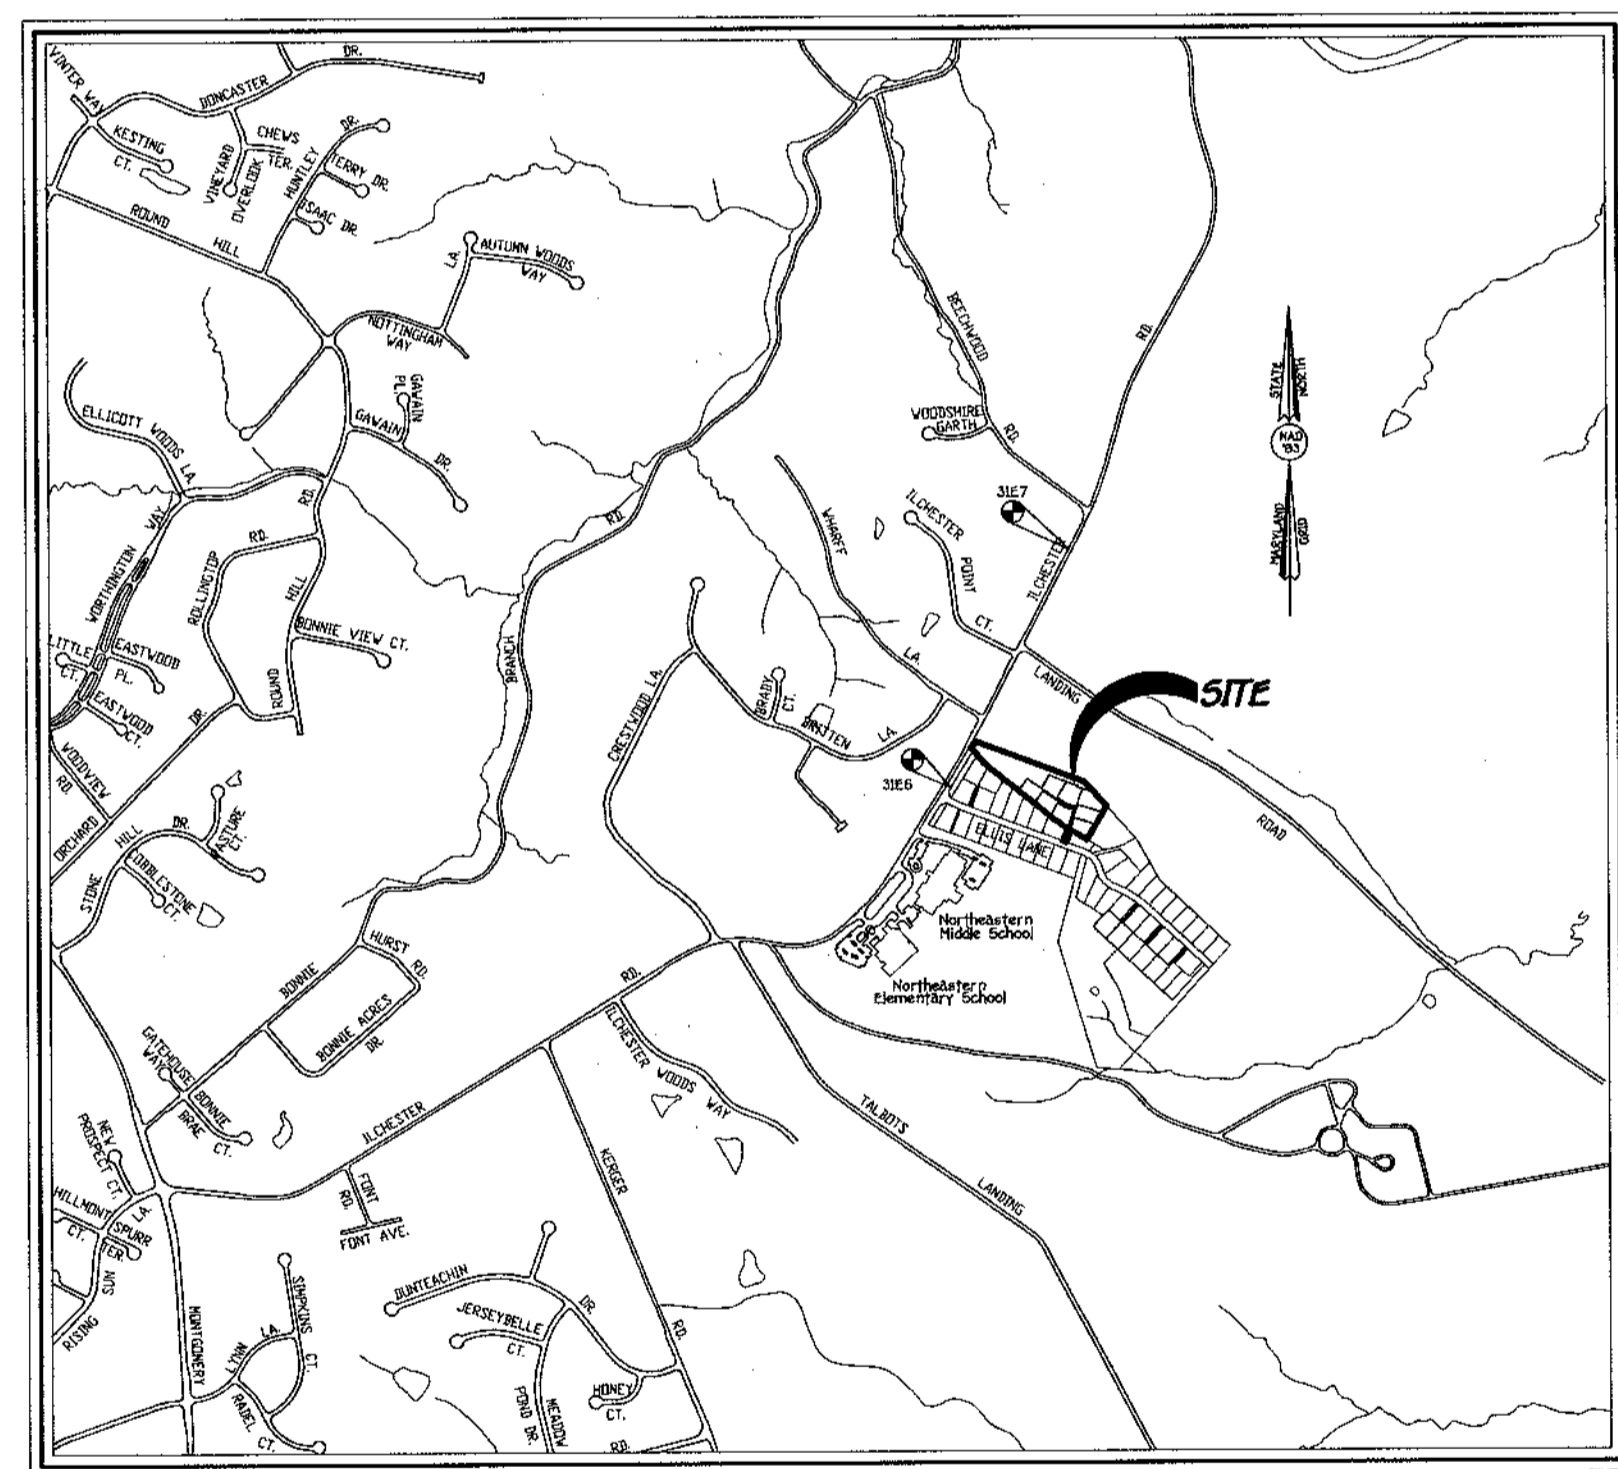 VINTER WAY
DONCASTER
DR.
KESTING
CT.
VINEYARD
OVERLOOK
CHEWS
TER.
HUNTLEY
DR.
TERRY DR.
ISAAC DR.
ROUND
HILL
LA.
AUTUMN WOODS
WAY
NOTTINGHAM
WAY
GAWAIN
PL.
GAWAIN
DR.
ELLICOTT WOODS LA.
RD.
HILL
ROUND
WORTHINGTON
WAY
ROLLINGTOP
RD.
BONNIE VIEW CT.
LITTLE
CT.
EASTWOOD
PL.
EASTWOOD
CT.
WOODVIEW
RD.
ORCHARD
DR.
STONE
HILL
DR.
PASTURE
CT.
COBBLESTONE
CT.
BEECHWOOD
RD.
RD.
WOODSHIRE
GARTH
STATE
NORTH
NAD
'83
MARYLAND
GRID
31E7
ILCHESTER
POINT
CT.
ILCHESTER
WHARFF
LA.
RD.
BRANCH
CRESTWOOD LA.
BRADY
CT.
BRITTEN
LA.
LANDING
ROAD
SITE
31E6
ELLIS LANE
Northeastern
Middle School
Northeastern
Elementary School
BONNIE
HURST
RD.
BONNIE ACRES
DR.
GATEHOUSE
WAY
BONNIE
BRAE
CT.
RD.
ILCHESTER
ILCHESTER WOODS WAY
TALBOTS
LANDING
KERGER
RD.
NEW
PROSPECT CT.
HILLMONT
CT.
SPURR
TER.
LA.
SUN
RISING
FONT
RD.
FONT AVE.
MONTGOMERY
LYNN
LA.
SIMPKINS
CT.
RADEL
CT.
DUNTEACHIN
DR.
JERSEYBELLE
CT.
MEADOW
POND DR.
HONEY
CT.
RD.